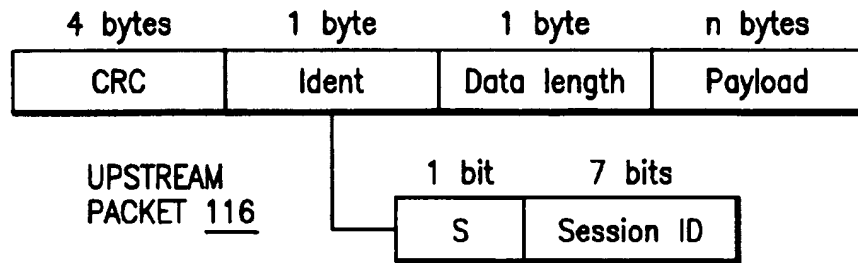 4 bytes 1 byte 1 byte n bytes
CRC Ident Data length Payload
UPSTREAM
PACKET 116
1 bit 7 bits
S Session ID